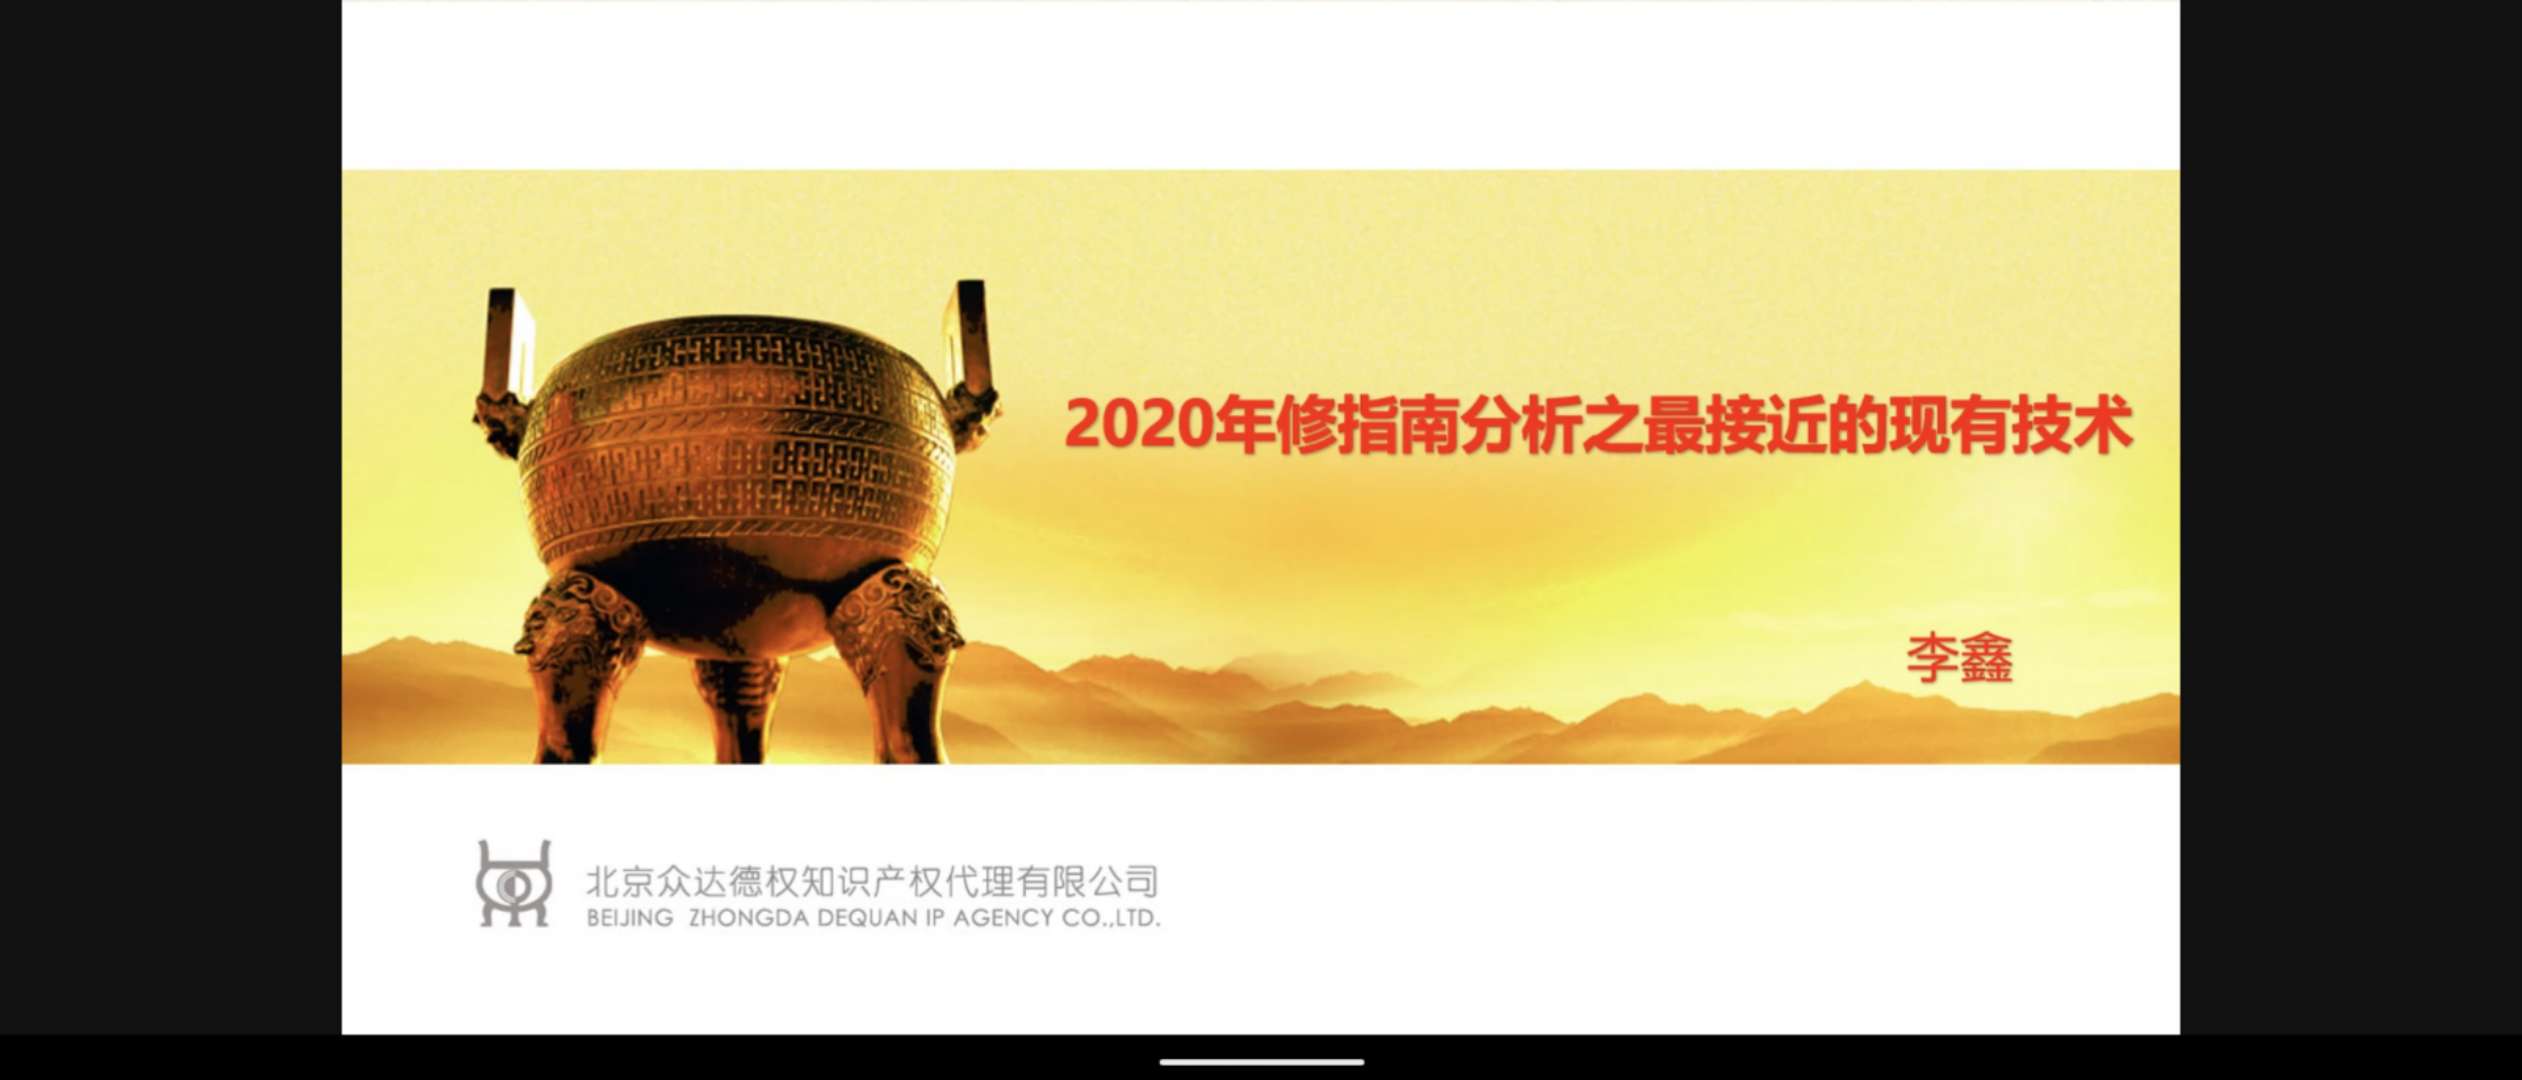 2020年修指南分析之最接近的现有技术
李鑫
北京众达德权知识产权代理有限公司
BEIJING ZHONGDA DEQUAN IP AGENCY CO.,LTD.